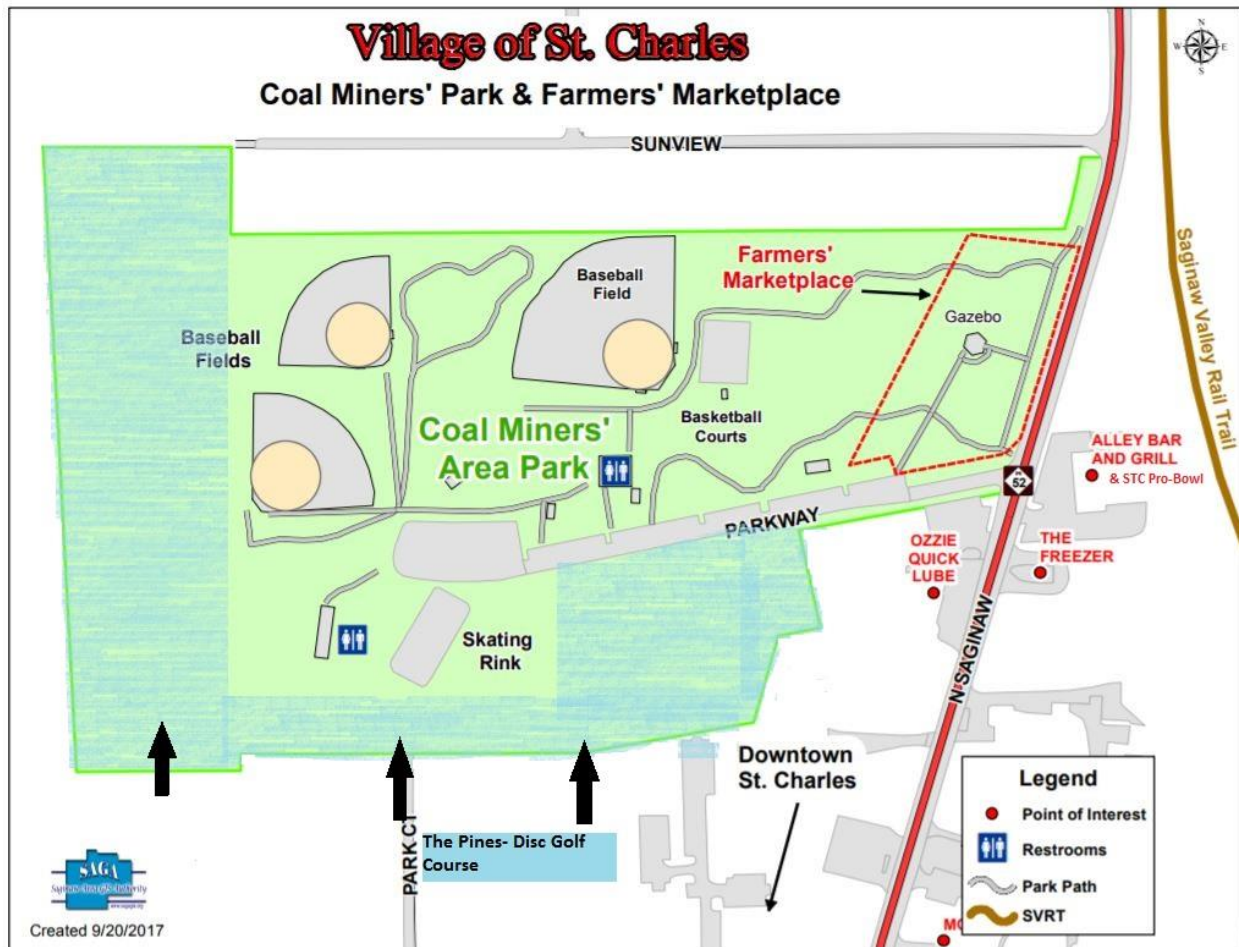 Village of St. Charles
Coal Miners' Park & Farmers' Marketplace
N
W
E
S
SUNVIEW
Saginaw Valley Rail Trail
Farmers'
Marketplace
Baseball
Field
Gazebo
Baseball
Fields
Basketball
Courts
Coal Miners'
Area Park
ALLEY BAR
AND GRILL
& STC Pro-Bowl
52
PARKWAY
OZZIE
QUICK
LUBE
THE
FREEZER
Skating
Rink
N SAGINAW
Downtown
St. Charles
Legend
Point of Interest
Restrooms
Park Path
SVRT
The Pines- Disc Golf
Course
PARK CT
SAGA
Created 9/20/2017